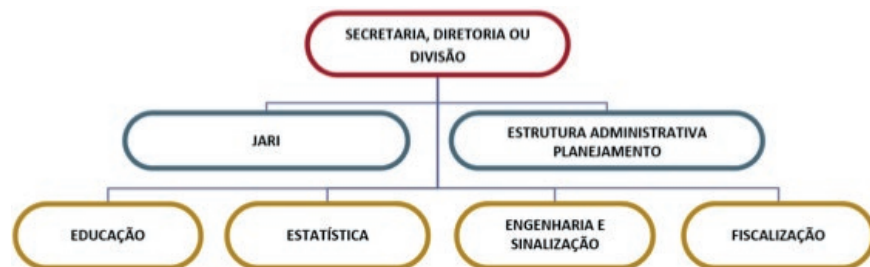 SECRETARIA, DIRETORIA OU
DIVISÃO
JARI
ESTRUTURA ADMINISTRATIVA
PLANEJAMENTO
EDUCAÇÃO
ESTATÍSTICA
ENGENHARIA E
SINALIZAÇÃO
FISCALIZAÇÃO